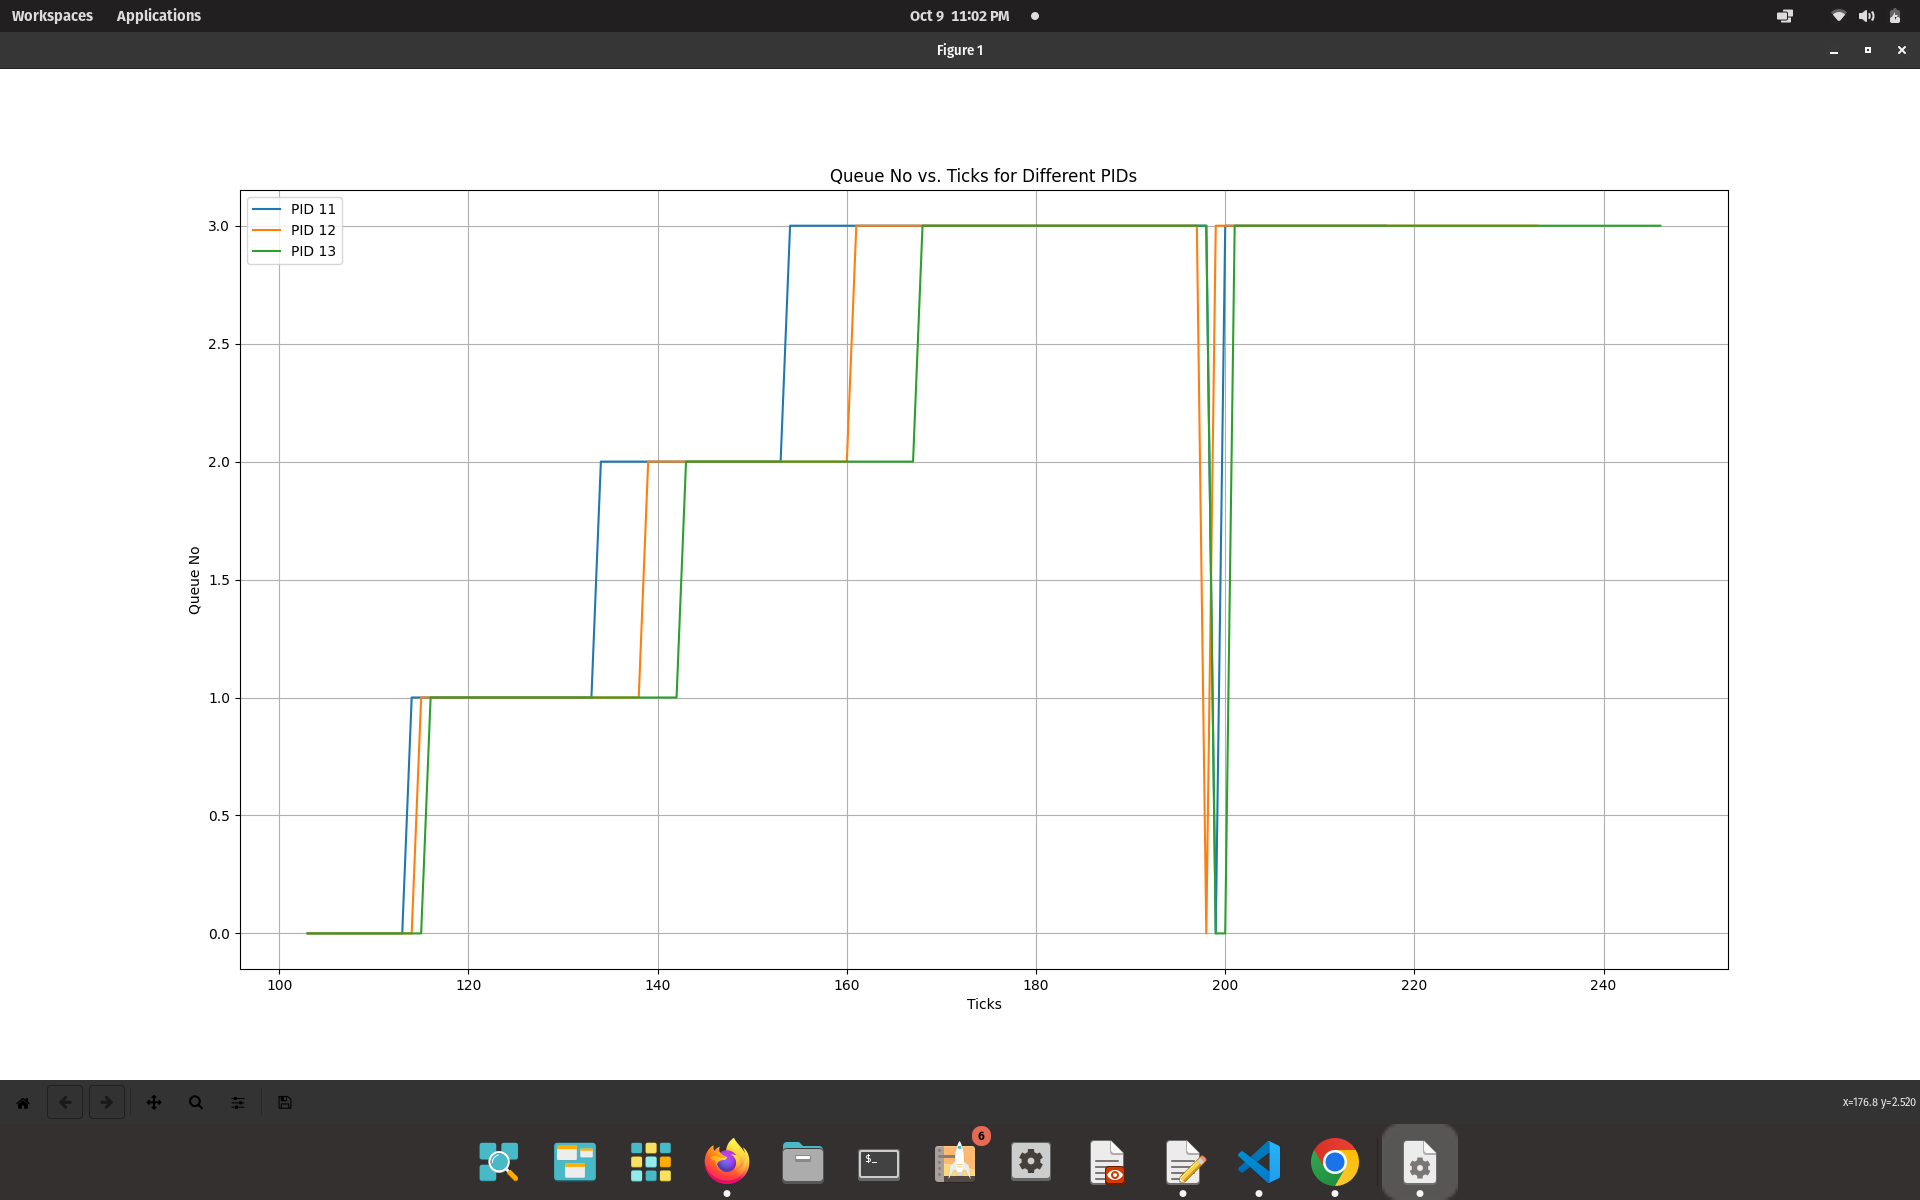 Workspaces Applications Oct 9 11:02 PM
Figure 1
Queue No vs. Ticks for Different PIDs
PID 11
PID 12
PID 13
3.0
2.5
2.0
1.5
1.0
0.5
0.0
Queue No
100 120 140 160 180 200 220 240
Ticks
x=176.8 y=2.520
6
$_